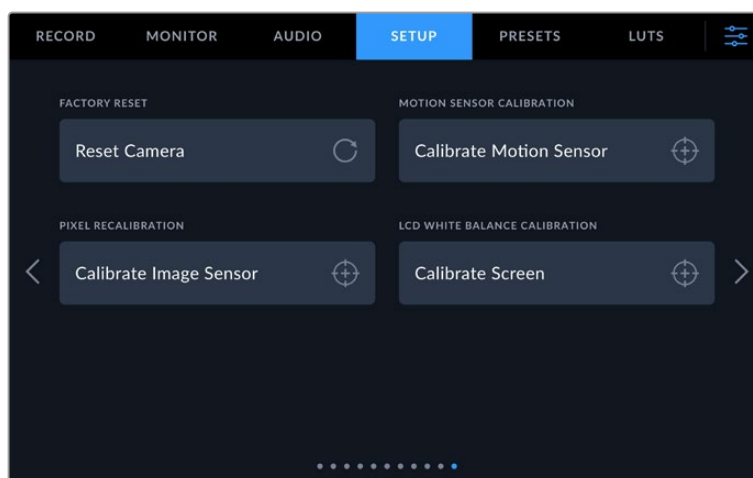 RECORD MONITOR AUDIO SETUP PRESETS LUTS
FACTORY RESET
Reset Camera
MOTION SENSOR CALIBRATION
Calibrate Motion Sensor
PIXEL RECALIBRATION
Calibrate Image Sensor
LCD WHITE BALANCE CALIBRATION
Calibrate Screen